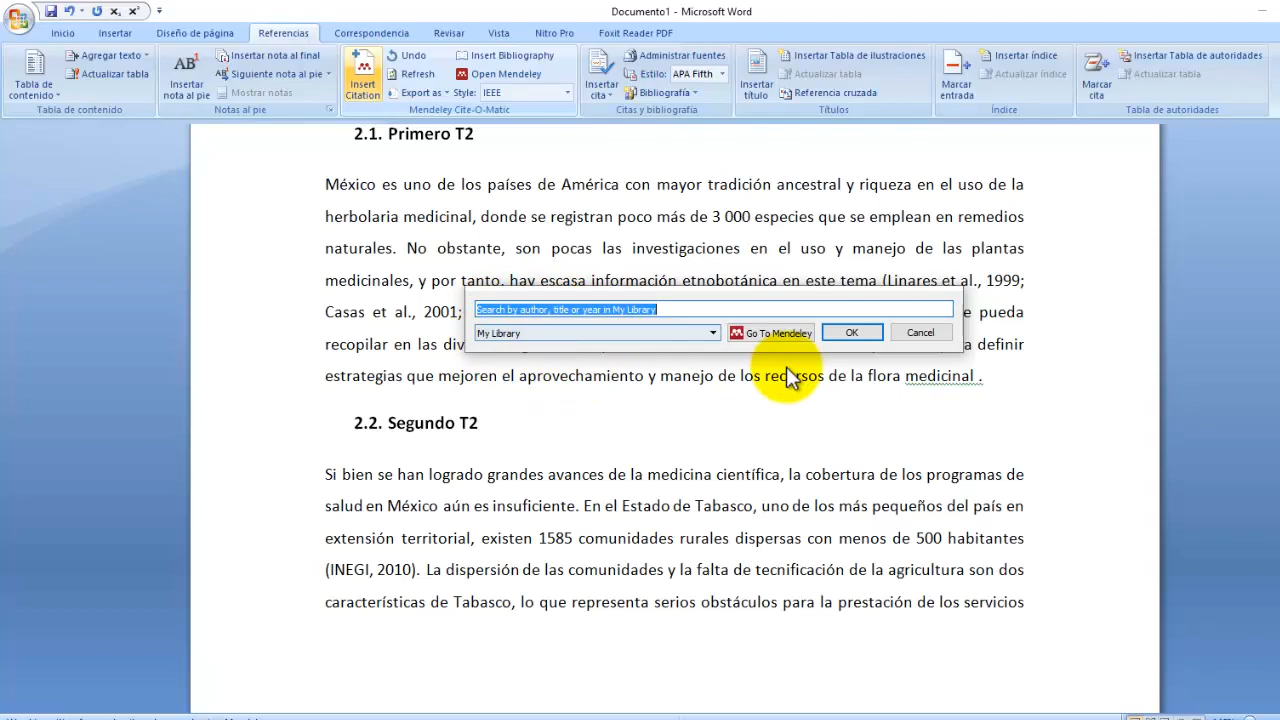 Documento1 - Microsoft Word
Inicio Insertar Diseño de página Referencias Correspondencia Revisar Vista Nitro Pro Foxit Reader PDF
Tabla de contenido
Agregar texto
Actualizar tabla
Tabla de contenido
AB¹
Insertar nota al pie
Insertar nota al final
Siguiente nota al pie
Mostrar notas
Notas al pie
Insert Citation
Undo
Refresh
Export as
Insert Bibliography
Open Mendeley
Style: IEEE
Mendeley Cite-O-Matic
Insertar cita
Administrar fuentes
Estilo: APA Fifth
Bibliografía
Citas y bibliografía
Insertar título
Insertar Tabla de ilustraciones
Actualizar tabla
Referencia cruzada
Títulos
Marcar entrada
Insertar índice
Actualizar índice
Índice
Marcar cita
Insertar Tabla de autoridades
Actualizar tabla
Tabla de autoridades
2.1. Primero T2
México es uno de los países de América con mayor tradición ancestral y riqueza en el uso de la
herbolaria medicinal, donde se registran poco más de 3 000 especies que se emplean en remedios
naturales. No obstante, son pocas las investigaciones en el uso y manejo de las plantas
medicinales, y por tanto, hay escasa información etnobotánica en este tema (Linares et al., 1999;
Search by author, title or year in My Library
Casas et al., 2001; e pueda
My Library Go To Mendeley OK Cancel
recopilar en las div definir
estrategias que mejoren el aprovechamiento y manejo de los recursos de la flora medicinal .
2.2. Segundo T2
Si bien se han logrado grandes avances de la medicina científica, la cobertura de los programas de
salud en México aún es insuficiente. En el Estado de Tabasco, uno de los más pequeños del país en
extensión territorial, existen 1585 comunidades rurales dispersas con menos de 500 habitantes
(INEGI, 2010). La dispersión de las comunidades y la falta de tecnificación de la agricultura son dos
características de Tabasco, lo que representa serios obstáculos para la prestación de los servicios